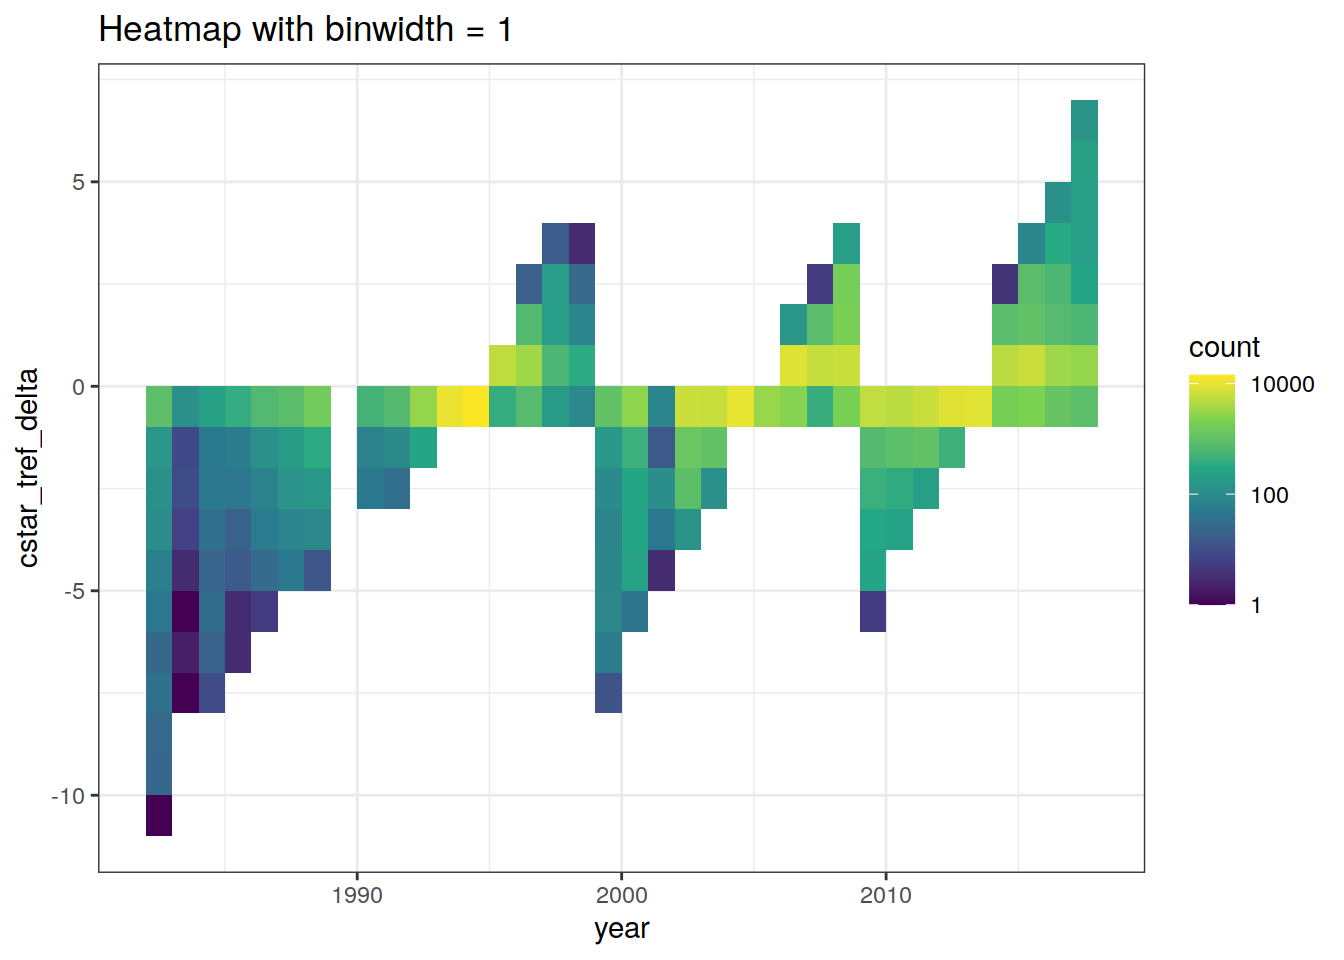 Heatmap with binwidth = 1
cstar_tref_delta
5
0
-5
-10
1990
2000
2010
year
count
10000
100
1